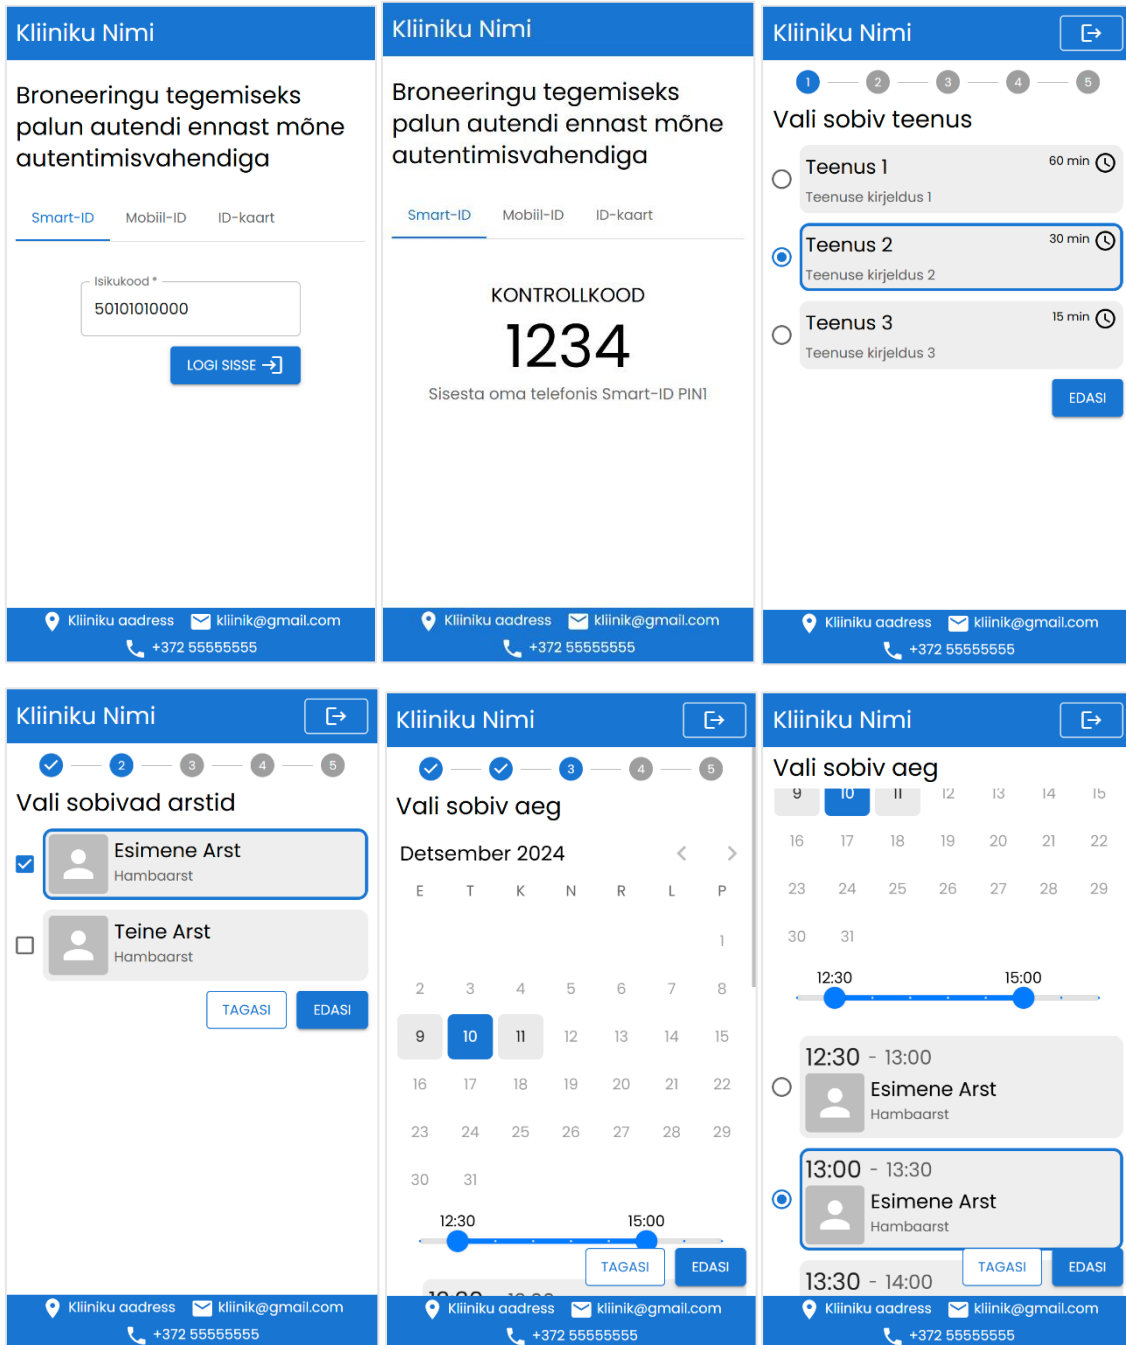 Kliiniku Nimi
Broneeringu tegemiseks
palun autendi ennast mõne
autentimisvahendiga
Smart-ID Mobiil-ID ID-kaart
Isikukood *
50101010000
LOGI SISSE
Kliiniku aadress kliinik@gmail.com
+372 55555555
Kliiniku Nimi
Broneeringu tegemiseks
palun autendi ennast mõne
autentimisvahendiga
Smart-ID Mobiil-ID ID-kaart
KONTROLLKOOD
1234
Sisesta oma telefonis Smart-ID PIN1
Kliiniku aadress kliinik@gmail.com
+372 55555555
Kliiniku Nimi
1 2 3 4 5
Vali sobiv teenus
Teenus 1 60 min
Teenuse kirjeldus 1
Teenus 2 30 min
Teenuse kirjeldus 2
Teenus 3 15 min
Teenuse kirjeldus 3
EDASI
Kliiniku aadress kliinik@gmail.com
+372 55555555
Kliiniku Nimi
2 3 4 5
Vali sobivad arstid
Esimene Arst
Hambaarst
Teine Arst
Hambaarst
TAGASI EDASI
Kliiniku aadress kliinik@gmail.com
+372 55555555
Kliiniku Nimi
3 4 5
Vali sobiv aeg
Detsember 2024
E T K N R L P
1
2 3 4 5 6 7 8
9 10 11 12 13 14 15
16 17 18 19 20 21 22
23 24 25 26 27 28 29
30 31
12:30 15:00
TAGASI EDASI
Kliiniku aadress kliinik@gmail.com
+372 55555555
Kliiniku Nimi
Vali sobiv aeg
9 10 11 12 13 14 15
16 17 18 19 20 21 22
23 24 25 26 27 28 29
30 31
12:30 15:00
12:30 - 13:00
Esimene Arst
Hambaarst
13:00 - 13:30
Esimene Arst
Hambaarst
TAGASI EDASI
13:30 - 14:00
Kliiniku aadress kliinik@gmail.com
+372 55555555